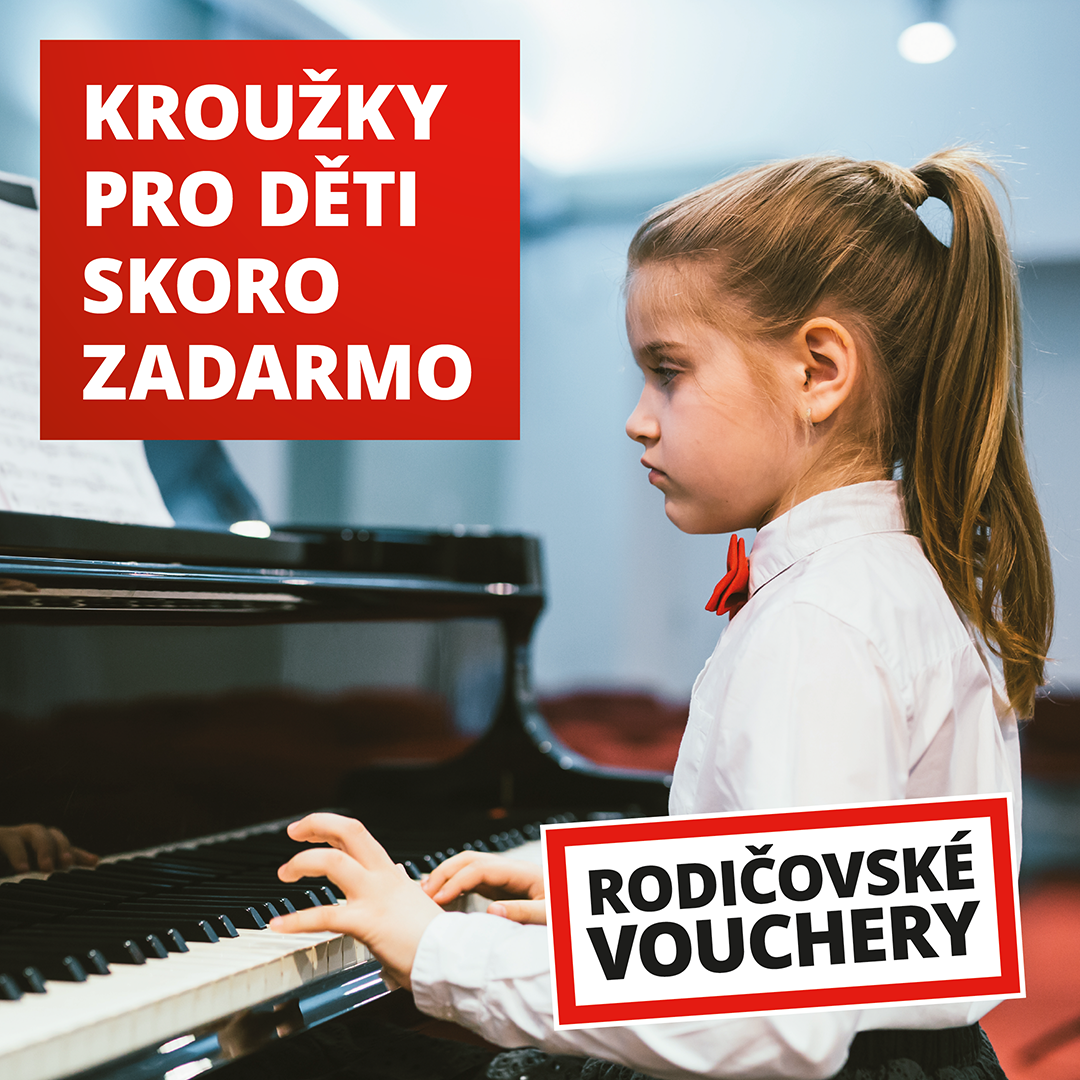 KROUŽKY
PRO DĚTI
SKORO
ZADARMO
RODIČOVSKÉ
VOUCHERY